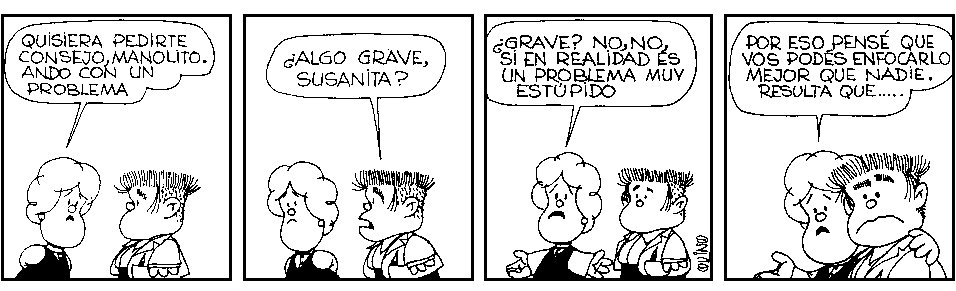 QUISIERA PEDIRTE
CONSEJO, MANOLITO.
ANDO CON UN
PROBLEMA
¿ALGO GRAVE,
SUSANITA?
¿GRAVE? NO, NO,
SI EN REALIDAD ES
UN PROBLEMA MUY
ESTÚPIDO
POR ESO PENSÉ QUE
VOS PODÉS ENFOCARLO
MEJOR QUE NADIE.
RESULTA QUE.....
QUINO